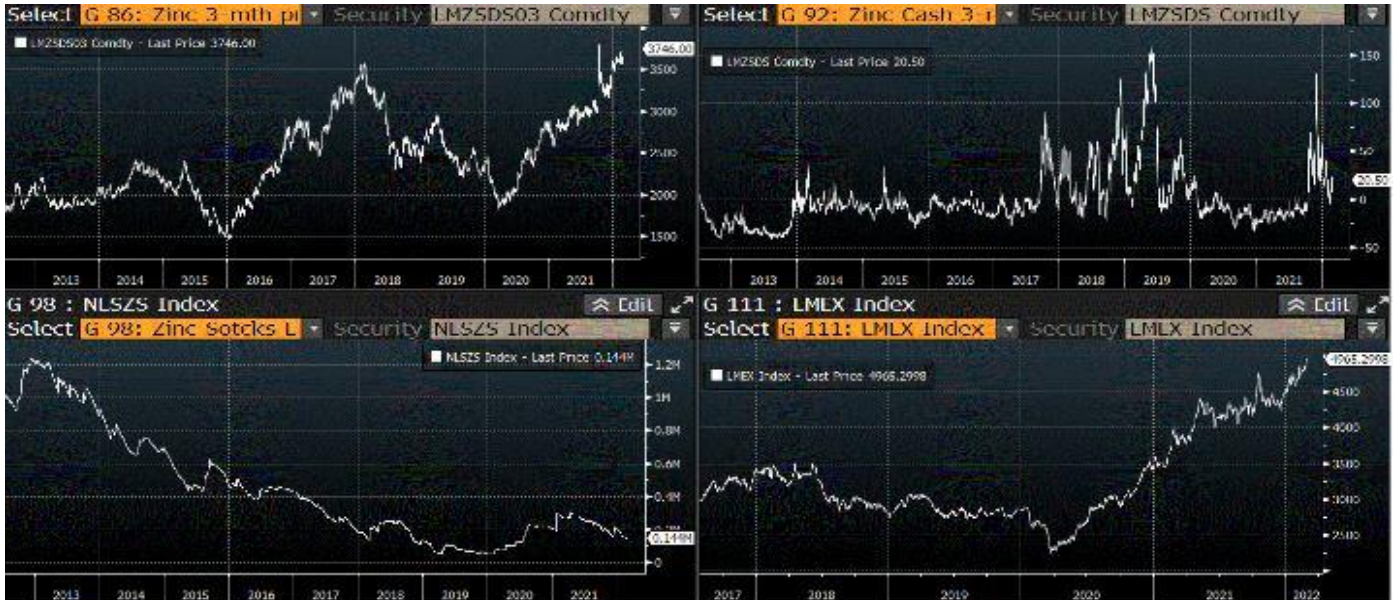 Select G 86: Zinc 3-mth pi Security LMZSDS03 Comdty
LMZSDS03 Comdty - Last Price 3746.00
3746.00
3500
3000
2500
2000
1500
2013 2014 2015 2016 2017 2018 2019 2020 2021
Select G 92: Zinc Cash 3-r Security LMZSDS Comdty
LMZSDS Comdty - Last Price 20.50
150
100
50
20.50
0
-50
2013 2014 2015 2016 2017 2018 2019 2020 2021
G 98 : NLSZS Index Edit
Select G 98: Zinc Sotcks L Security NLSZS Index
NLSZS Index - Last Price 0.144M
1.2M
1M
0.8M
0.6M
0.4M
0.144M
0
2013 2014 2015 2016 2017 2018 2019 2020 2021
G 111 : LMEX Index Edit
Select G 111: LMEX Index Security LMEX Index
LMEX Index - Last Price 4965.2998
4965.2998
4500
4000
3500
3000
2500
2017 2018 2019 2020 2021 2022